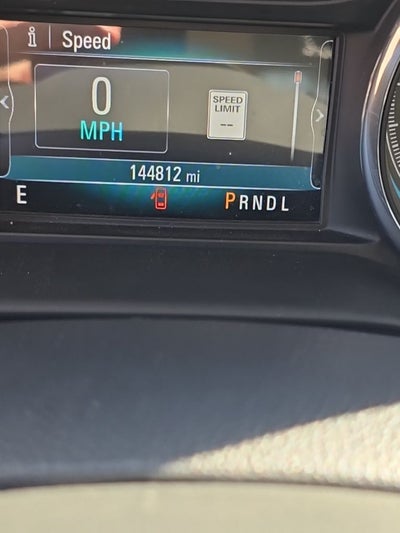 i Speed
0
MPH
SPEED
LIMIT
--
144812 mi
E
PRNDL